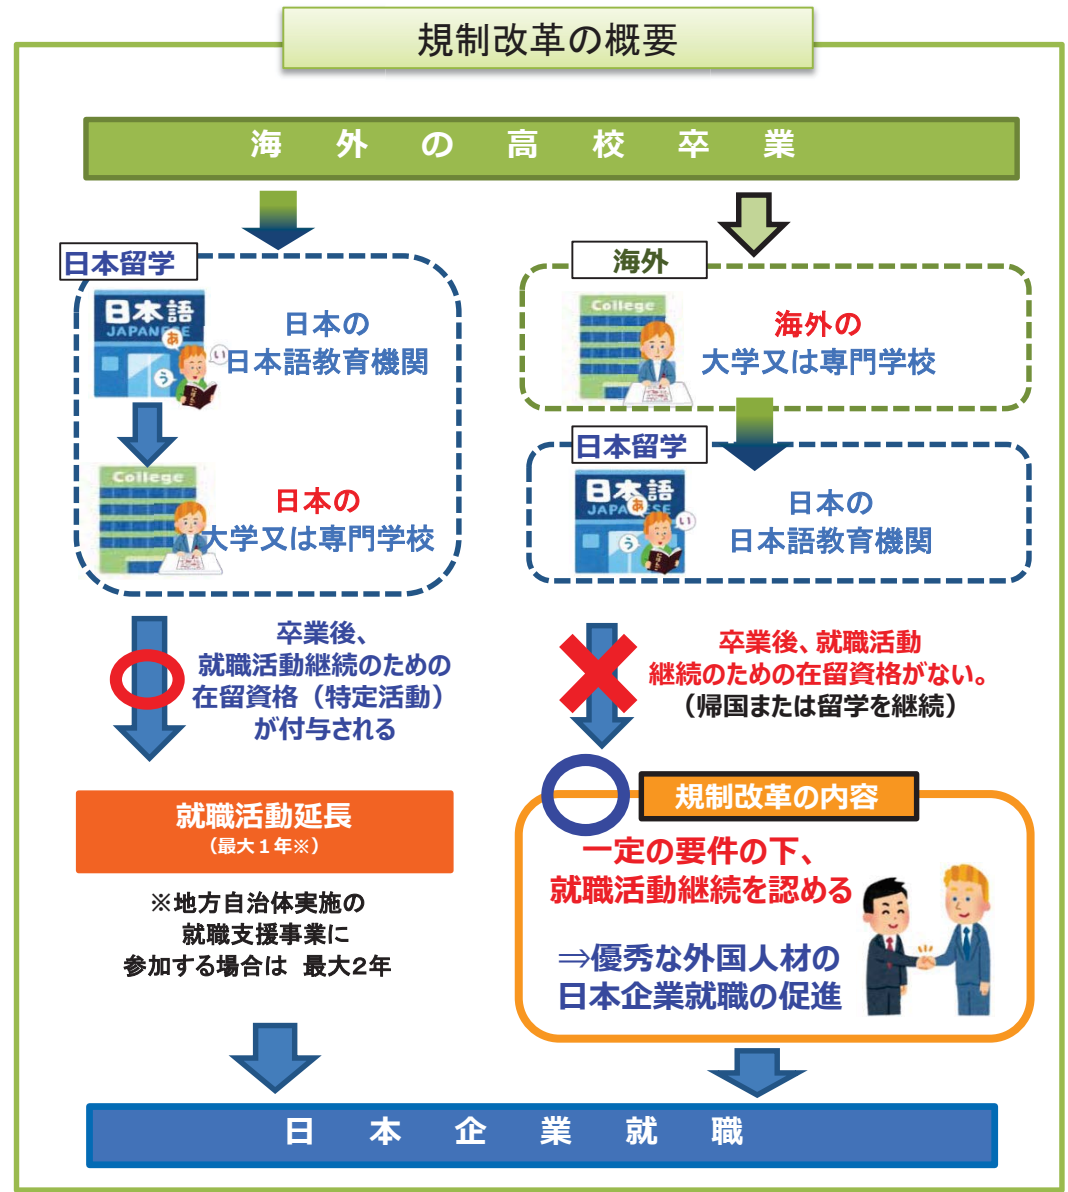 規制改革の概要
海外の高校卒業
日本留学
日本語
JAPANESE
あ
い
う
日本の
日本語教育機関
College
日本の
大学又は専門学校
卒業後、
就職活動継続のための
在留資格（特定活動）
が付与される
就職活動延長
（最大１年※）
※地方自治体実施の
就職支援事業に
参加する場合は 最大2年
海外
College
海外の
大学又は専門学校
日本留学
日本語
JAPANESE
あ
い
う
日本の
日本語教育機関
卒業後、就職活動
継続のための在留資格がない。
（帰国または留学を継続）
規制改革の内容
一定の要件の下、
就職活動継続を認める
⇒優秀な外国人材の
日本企業就職の促進
日本企業就職